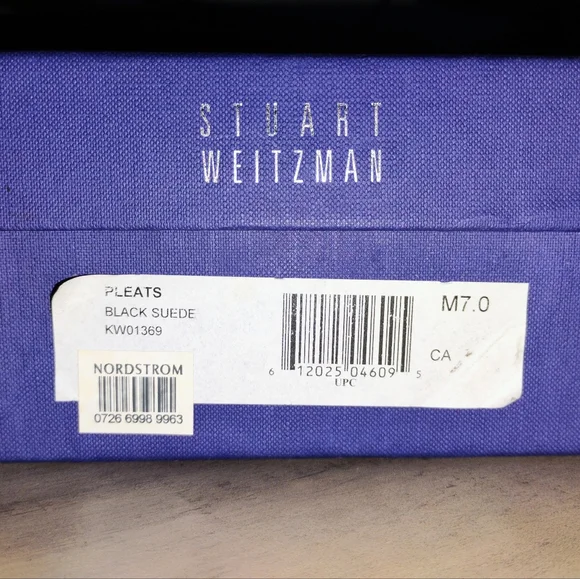 STUART
WEITZMAN
PLEATS
BLACK SUEDE
KW01369
M7.0
CA
6 12025 04609 5
UPC
NORDSTROM
0726 6998 9963